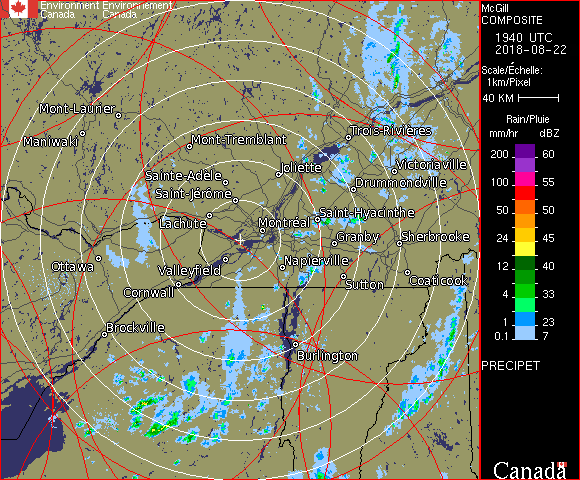 Environment Environnement
Canada Canada
McGill
COMPOSITE
1940 UTC
2018-08-22
Scale/Échelle:
1km/Pixel
40 KM
Rain/Pluie
mm/hr dBZ
200 60
100 55
50 50
24 45
12 40
4 33
1 23
0.1 7
PRECIPET
Canada
Mont-Laurier
Maniwaki
Mont-Tremblant
Trois-Rivières
Joliette
Victoriaville
Sainte-Adèle
Drummondville
Saint-Jérôme
Lachute
Saint-Hyacinthe
Montréal
Granby
Sherbrooke
Ottawa
Valleyfield
Napierville
Cornwall
Sutton
Coaticook
Brockville
Burlington